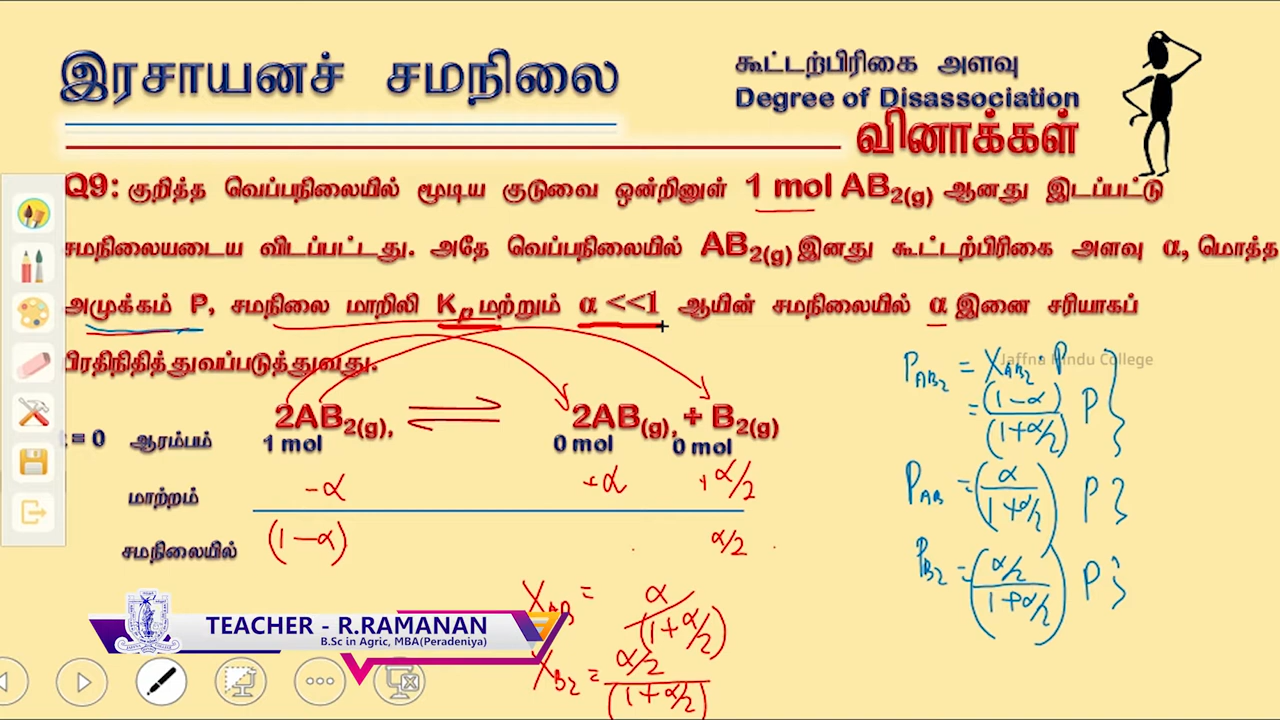 இரசாயனச் சமநிலை
கூட்டற்பிரிகை அளவு
Degree of Disassociation
வினாக்கள்
Q9: குறித்த வெப்பநிலையில் மூடிய குடுவை ஒன்றினுள் 1 mol AB2(g) ஆனது இடப்பட்டு
சமநிலையடைய விடப்பட்டது. அதே வெப்பநிலையில் AB2(g) இனது கூட்டற்பிரிகை அளவு α, மொத்த
அமுக்கம் P, சமநிலை மாறிலி Kp மற்றும் α <<1 ஆயின் சமநிலையில் α இனை சரியாகப்
பிரதிநிதித்துவப்படுத்துவது.
Jaffna Hindu College
2AB2(g), ⇌ 2AB(g), + B2(g)
= 0 ஆரம்பம் 1 mol 0 mol 0 mol
மாற்றம் -α +α +α/2
சமநிலையில் (1-α) α/2
PAB2 = XAB2 · P
= (1-α)/(1+α/2) P
PAB = (α/(1+α/2)) P
PB2 = ((α/2)/(1+α/2)) P
XAB = α/(1+α/2)
XB2 = (α/2)/(1+α/2)
TEACHER - R.RAMANAN
B.Sc in Agric, MBA(Peradeniya)